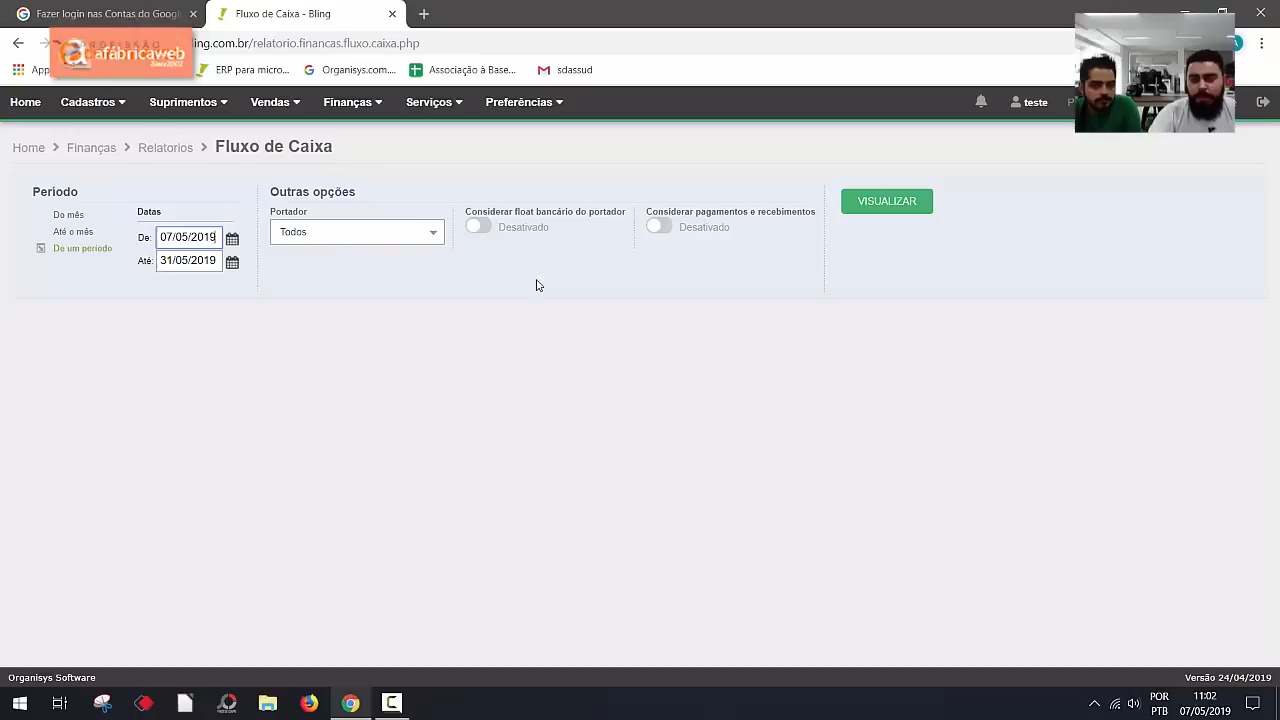 Fazer login nas Contas do Google
Fluxo de Caixa - Bling
afábricaweb
Since2002
ling.com.br/relatorio.financas.fluxo.caixa.php
App
ERP para micro...
Organisys.com...
Associação à Base...
sdassud
Home
Cadastros
Suprimentos
Vendas
Finanças
Serviços
Preferências
teste
Home > Finanças > Relatorios > Fluxo de Caixa
Período
Outras opções
Do mês
Até o mês
De um período
Datas
De: 07/05/2019
Até: 31/05/2019
Portador
Todos
Considerar float bancário do portador
Desativado
Considerar pagamentos e recebimentos
Desativado
VISUALIZAR
Organisys Software
Versão 24/04/2019
POR
PTB
11:02
07/05/2019